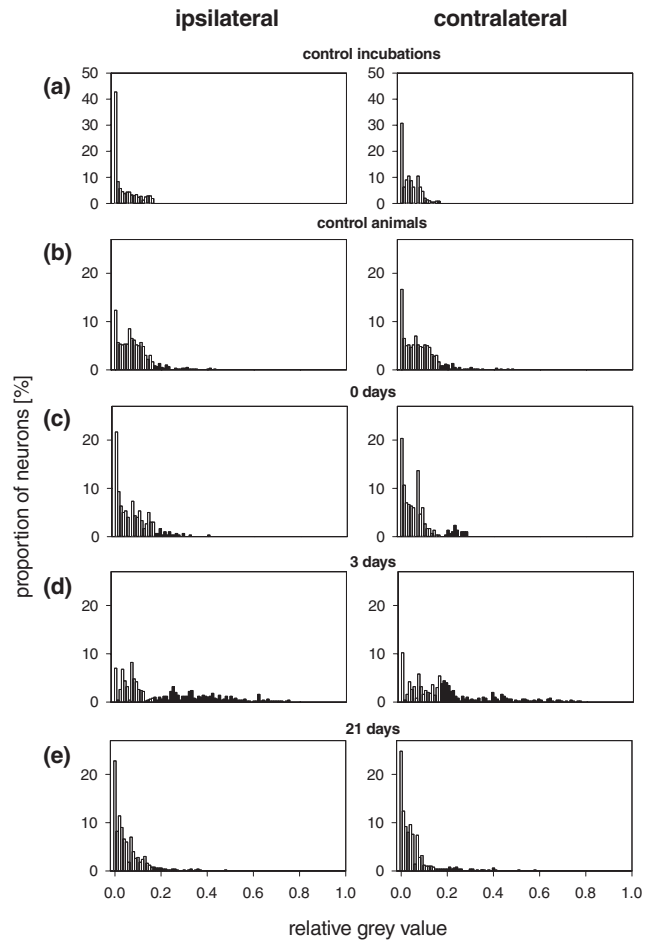 ipsilateral contralateral
control incubations
(a)
50 50
40 40
30 30
20 20
10 10
0 0
control animals
(b)
20 20
10 10
0 0
0 days
(c)
20 20
10 10
0 0
3 days
(d)
20 20
10 10
0 0
21 days
(e)
20 20
10 10
0 0
0.0 0.2 0.4 0.6 0.8 1.0 0.0 0.2 0.4 0.6 0.8 1.0
relative grey value
proportion of neurons [%]